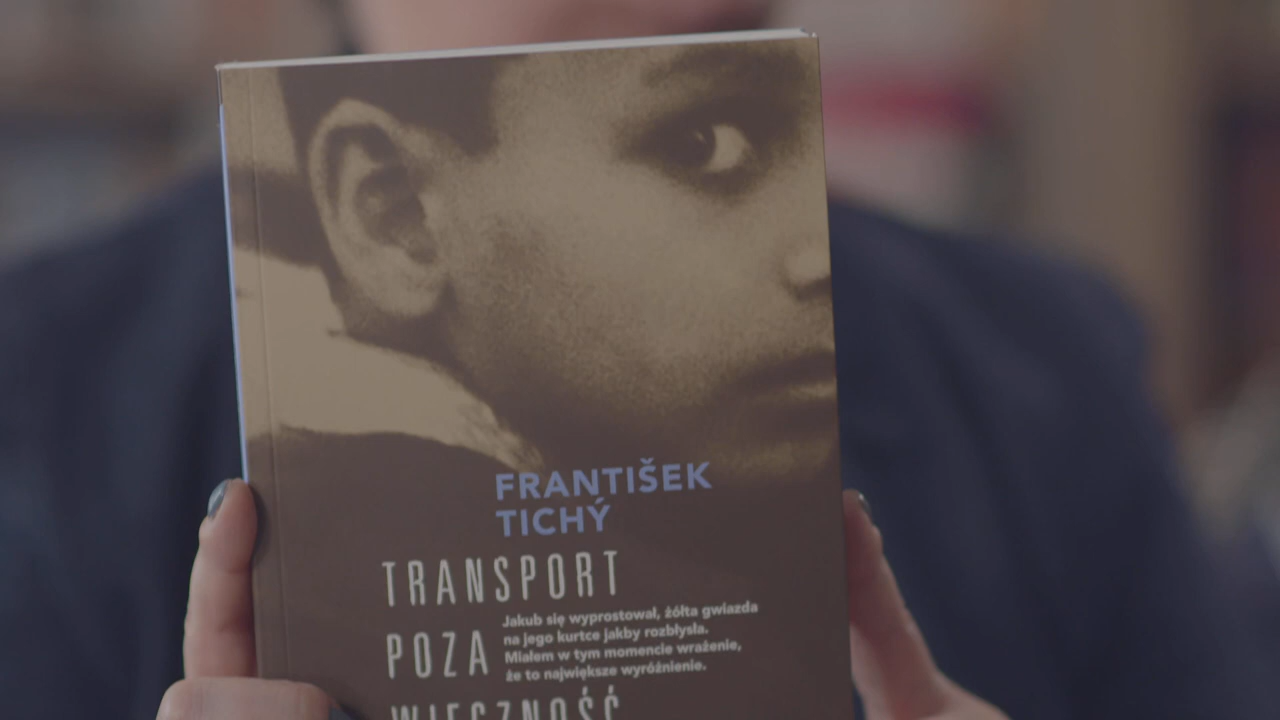 FRANTIŠEK
TICHÝ
TRANSPORT
POZA
Jakub się wyprostował, żółta gwiazda
na jego kurtce jakby rozbłysła.
Miałem w tym momencie wrażenie,
że to największe wyróżnienie.
WIECZNOŚĆ